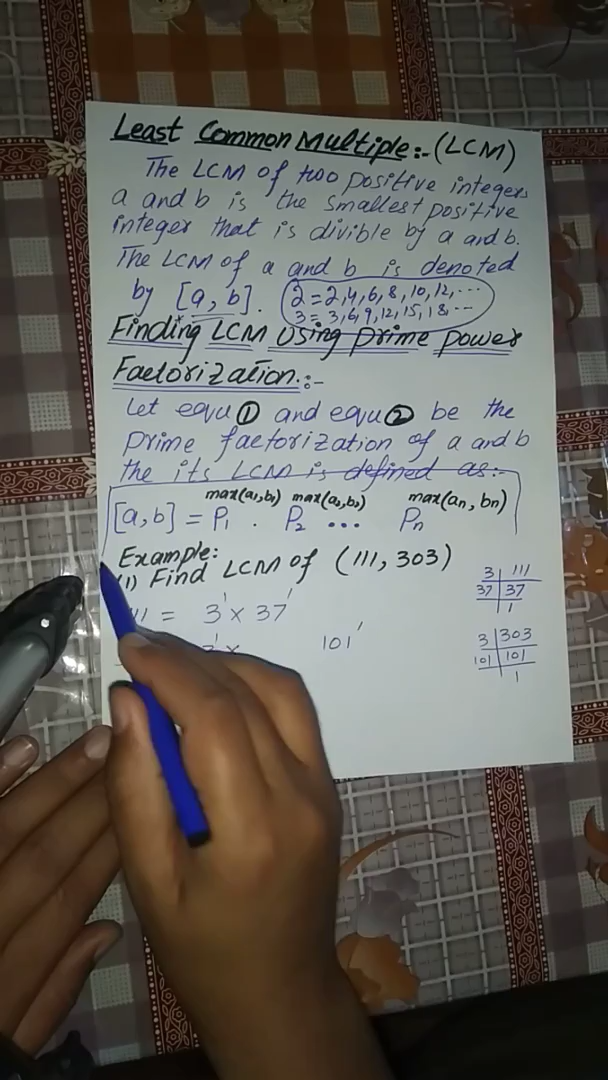 Least Common Multiple:- (LCM)
The LCM of two positive integers
a and b is the smallest positive
integer that is divible by a and b.
The LCM of a and b is denoted
by [a, b]. 2 = 2,4,6,8,10,12,...
3 = 3,6,9,12,15,18...
Finding LCM Using Prime Power
Factorization:-
Let equ ① and equ ② be the
prime factorization of a and b
the its LCM is defined as:-
[a,b] = P₁^max(a₁,b₁) . P₂^max(a₂,b₂) ... Pₙ^max(an, bn)
Example:
(1) Find LCM of (111, 303)
3 | 111
37 | 37
1
11 = 3¹ x 37¹
3¹ x 101¹
3 | 303
101 | 101
1